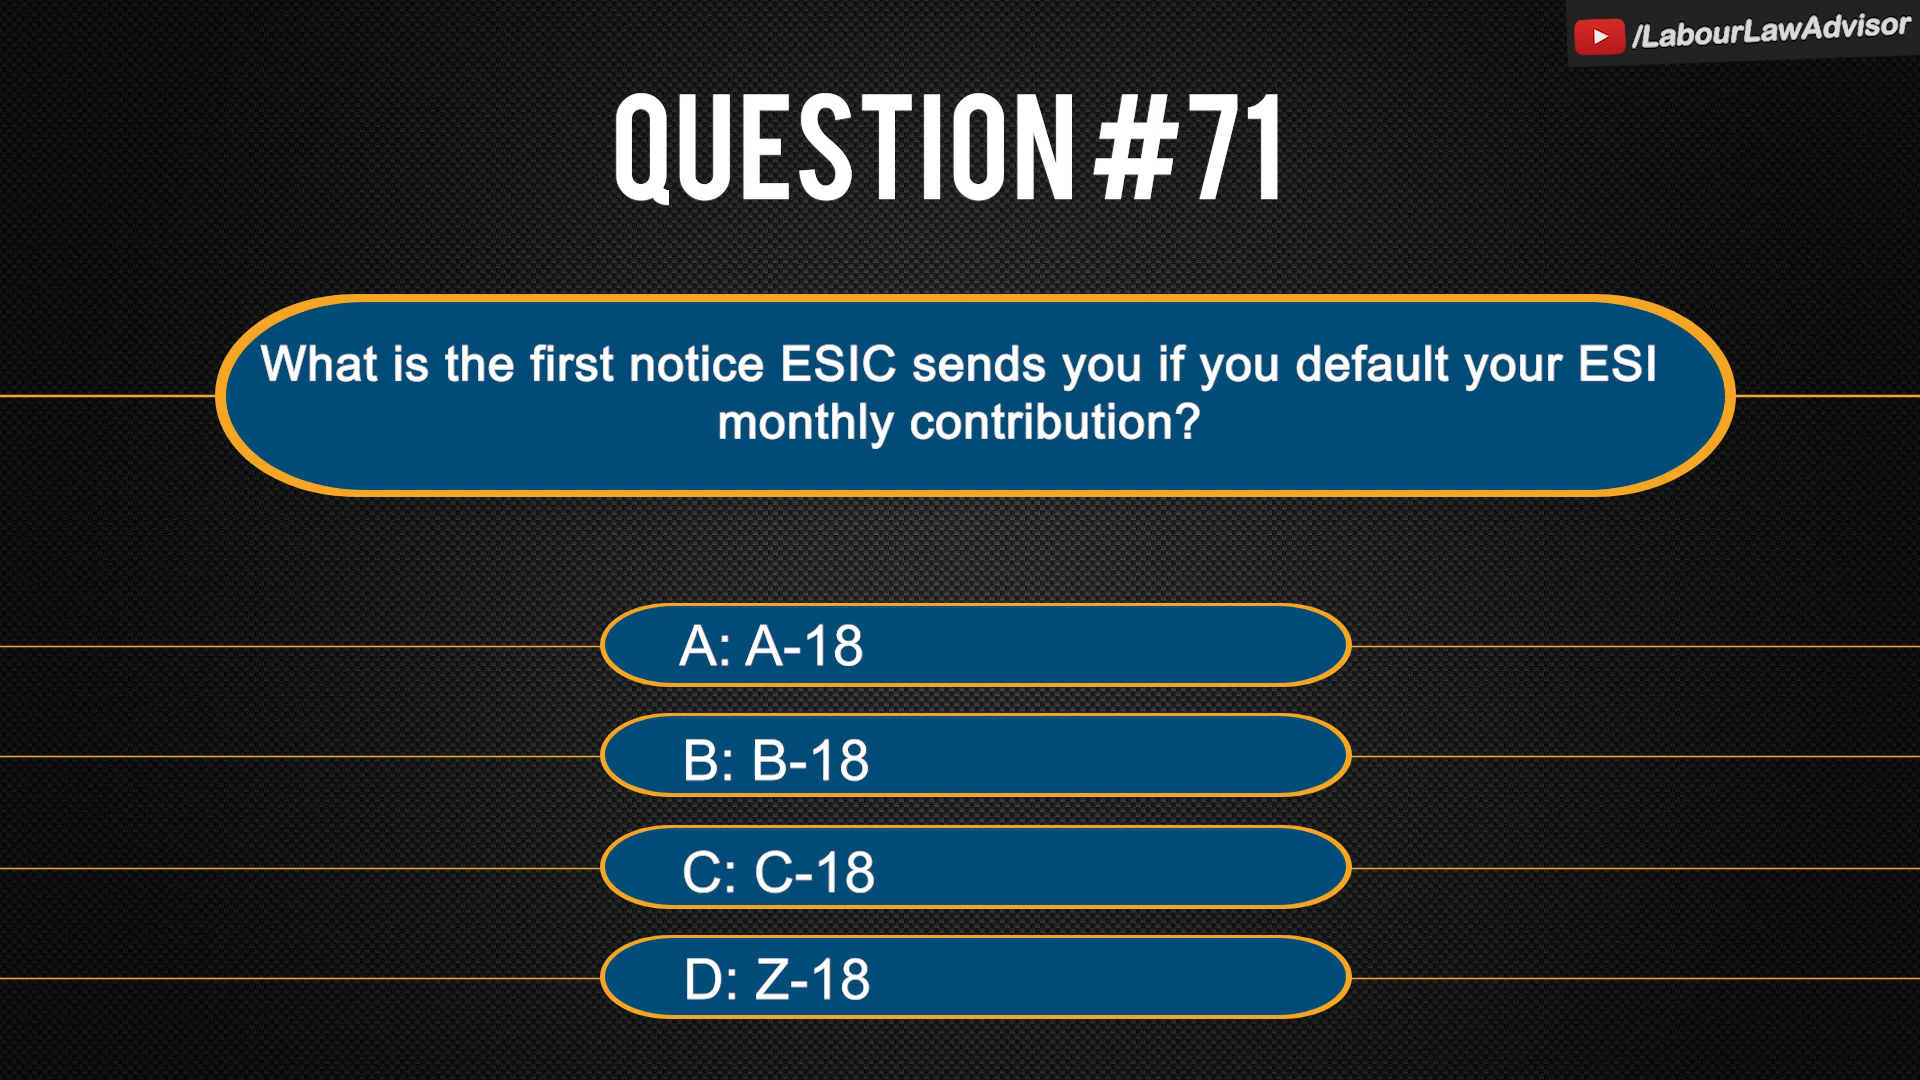 /LabourLawAdvisor
QUESTION #71
What is the first notice ESIC sends you if you default your ESI
monthly contribution?
A: A-18
B: B-18
C: C-18
D: Z-18